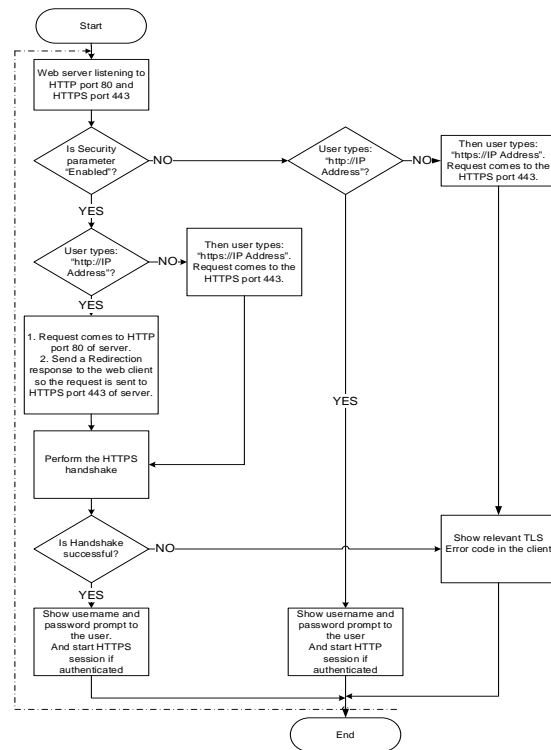 Start
Web server listening to
HTTP port 80 and
HTTPS port 443
Is Security
parameter
“Enabled”?
NO
User types:
“http://IP
Address”?
NO
Then user types:
“https://IP Address”.
Request comes to the
HTTPS port 443.
YES
User types:
“http://IP
Address”?
NO
Then user types:
“https://IP Address”.
Request comes to the
HTTPS port 443.
YES
1. Request comes to HTTP
port 80 of server.
2. Send a Redirection
response to the web client
so the request is sent to
HTTPS port 443 of server.
YES
Perform the HTTPS
handshake
Is Handshake
successful?
NO
Show relevant TLS
Error code in the client
YES
Show username and
password prompt to
the user.
And start HTTPS
session if
authenticated
Show username and
password prompt to
the user
And start HTTP
session if
authenticated
End